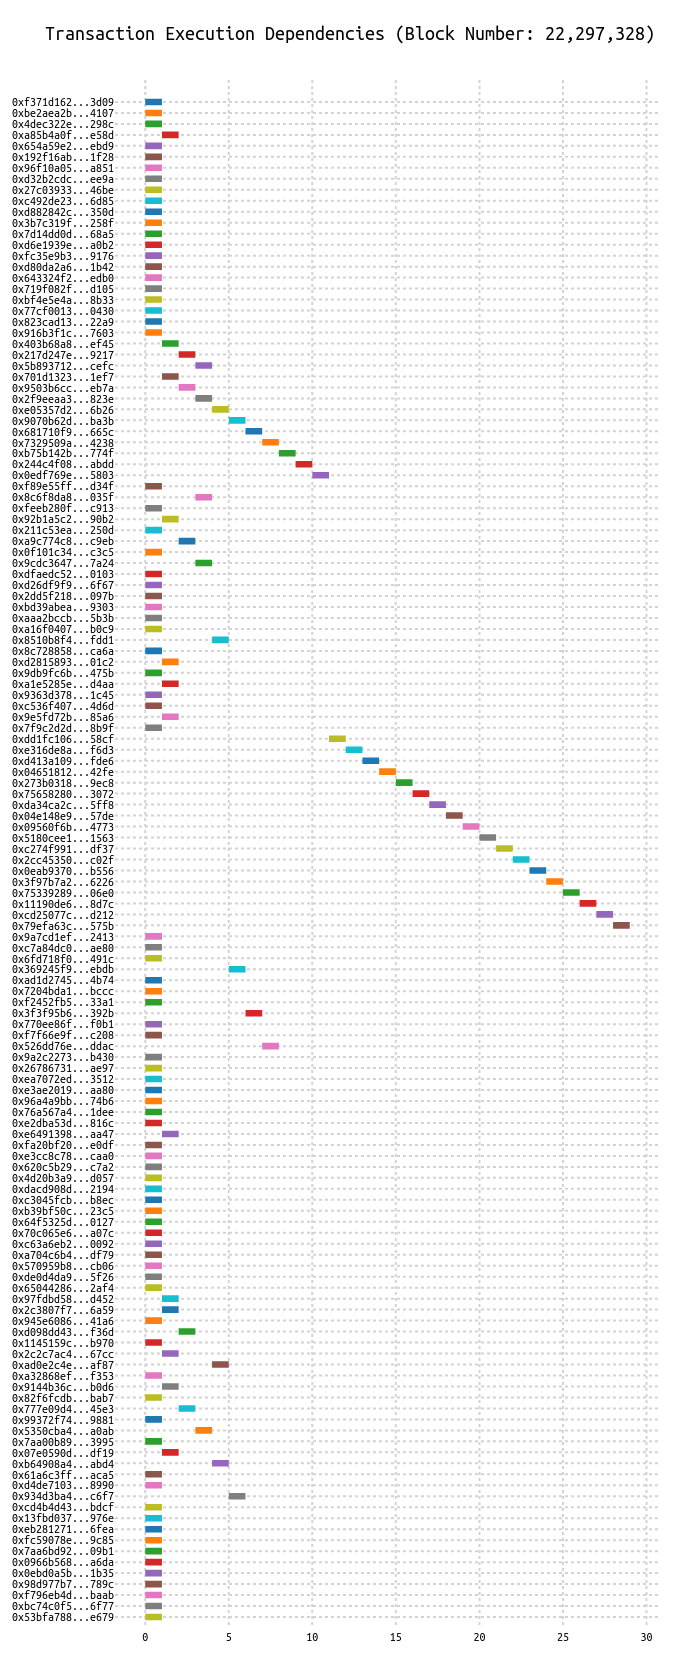 Transaction Execution Dependencies (Block Number: 22,297,328)
0xf371d162...3d09
0xbe2aea2b...4107
0x4dec322e...298c
0xa85b4a0f...e58d
0x654a59e2...ebd9
0x192f16ab...1f28
0x96f10a05...a851
0xd32b2cdc...ee9a
0x27c03933...46be
0xc492de23...6d85
0xd882842c...350d
0x3b7c319f...258f
0x7d14dd0d...68a5
0xd6e1939e...a0b2
0xfc35e9b3...9176
0xd80da2a6...1b42
0x643324f2...edb0
0x719f082f...d105
0xbf4e5e4a...8b33
0x77cf0013...0430
0x823cad13...22a9
0x916b3f1c...7603
0x403b68a8...ef45
0x217d247e...9217
0x5b893712...cefc
0x701d1323...1ef7
0x9503b6cc...eb7a
0x2f9eeaa3...823e
0xe05357d2...6b26
0x9070b62d...ba3b
0x681710f9...665c
0x7329509a...4238
0xb75b142b...774f
0x244c4f08...abdd
0x0edf769e...5803
0xf89e55ff...d34f
0x8c6f8da8...035f
0xfeeb280f...c913
0x92b1a5c2...90b2
0x211c53ea...250d
0xa9c774c8...c9eb
0x0f101c34...c3c5
0x9cdc3647...7a24
0xdfaedc52...0103
0xd26df9f9...6f67
0x2dd5f218...097b
0xbd39abea...9303
0xaaa2bccb...5b3b
0xa16f0407...b0c9
0x8510b8f4...fdd1
0x8c728858...ca6a
0xd2815893...01c2
0x9db9fc6b...475b
0xa1e5285e...d4aa
0x9363d378...1c45
0xc536f407...4d6d
0x9e5fd72b...85a6
0x7f9c2d2d...8b9f
0xdd1fc106...58cf
0xe316de8a...f6d3
0xd413a109...fde6
0x04651812...42fe
0x273b0318...9ec8
0x75658280...3072
0xda34ca2c...5ff8
0x04e148e9...57de
0x09560f6b...4773
0x5180cee1...1563
0xc274f991...df37
0x2cc45350...c02f
0x0eab9370...b556
0x3f97b7a2...6226
0x75339289...06e0
0x11190de6...8d7c
0xcd25077c...d212
0x79efa63c...575b
0x9a7cd1ef...2413
0xc7a84dc0...ae80
0x6fd718f0...491c
0x369245f9...ebdb
0xad1d2745...4b74
0x7204bda1...bccc
0xf2452fb5...33a1
0x3f3f95b6...392b
0x770ee86f...f0b1
0xf7f66e9f...c208
0x526dd76e...ddac
0x9a2c2273...b430
0x26786731...ae97
0xea7072ed...3512
0xe3ae2019...aa80
0x96a4a9bb...74b6
0x76a567a4...1dee
0xe2dba53d...816c
0xe6491398...aa47
0xfa20bf20...e0df
0xe3cc8c78...caa0
0x620c5b29...c7a2
0x4d20b3a9...d057
0xdacd908d...2194
0xc3045fcb...b8ec
0xb39bf50c...23c5
0x64f5325d...0127
0x70c065e6...a07c
0xc63a6eb2...0092
0xa704c6b4...df79
0x570959b8...cb06
0xde0d4da9...5f26
0x65044286...2af4
0x97fdbd58...d452
0x2c3807f7...6a59
0x945e6086...41a6
0xd098dd43...f36d
0x1145159c...b970
0x2c2c7ac4...67cc
0xad0e2c4e...af87
0xa32868ef...f353
0x9144b36c...b0d6
0x82f6fcdb...bab7
0x777e09d4...45e3
0x99372f74...9881
0x5350cba4...a0ab
0x7aa00b89...3995
0x07e0590d...df19
0xb64908a4...abd4
0x61a6c3ff...aca5
0xd4de7103...8990
0x934d3ba4...c6f7
0xcd4b4d43...bdcf
0x13fbd037...976e
0xeb281271...6fea
0xfc59078e...9c85
0x7aa6bd92...09b1
0x0966b568...a6da
0x0ebd0a5b...1b35
0x98d977b7...789c
0xf796eb4d...baab
0xbc74c0f5...6f77
0x53bfa788...e679
0 5 10 15 20 25 30